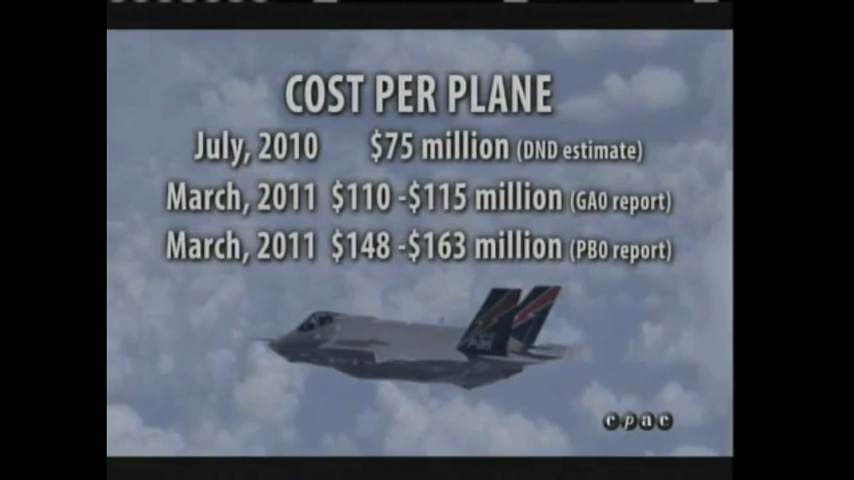 COST PER PLANE
July, 2010 $75 million (DND estimate)
March, 2011 $110 -$115 million (GAO report)
March, 2011 $148 -$163 million (PBO report)
cpac